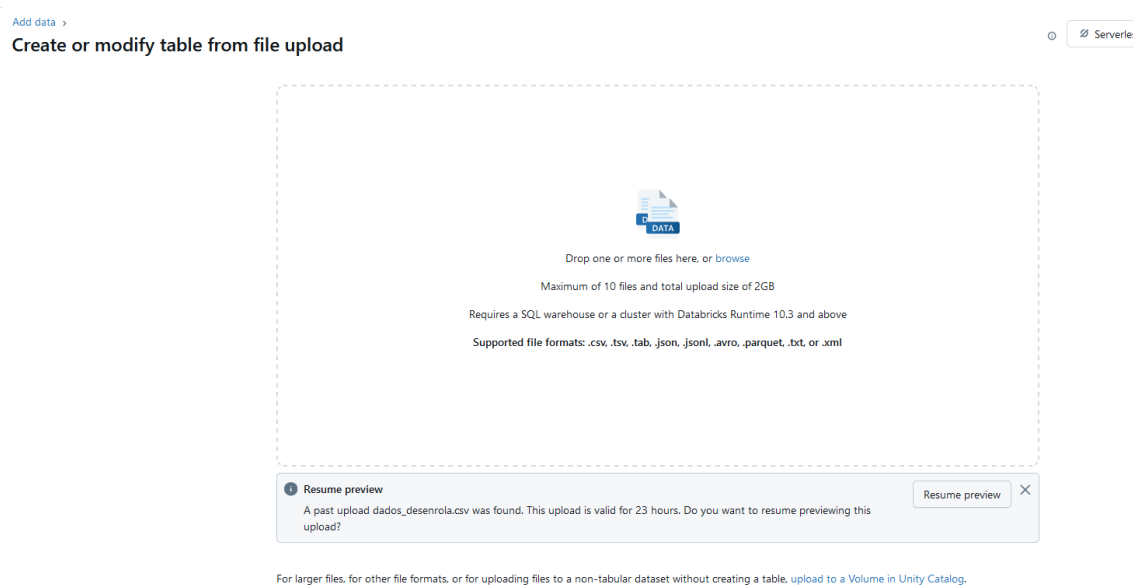 Add data ›
Create or modify table from file upload
DATA
Drop one or more files here, or browse
Maximum of 10 files and total upload size of 2GB
Requires a SQL warehouse or a cluster with Databricks Runtime 10.3 and above
Supported file formats: .csv, .tsv, .tab, .json, .jsonl, .avro, .parquet, .txt, or .xml
Resume preview
A past upload dados_desenrola.csv was found. This upload is valid for 23 hours. Do you want to resume previewing this
upload?
Resume preview
For larger files, for other file formats, or for uploading files to a non-tabular dataset without creating a table, upload to a Volume in Unity Catalog.